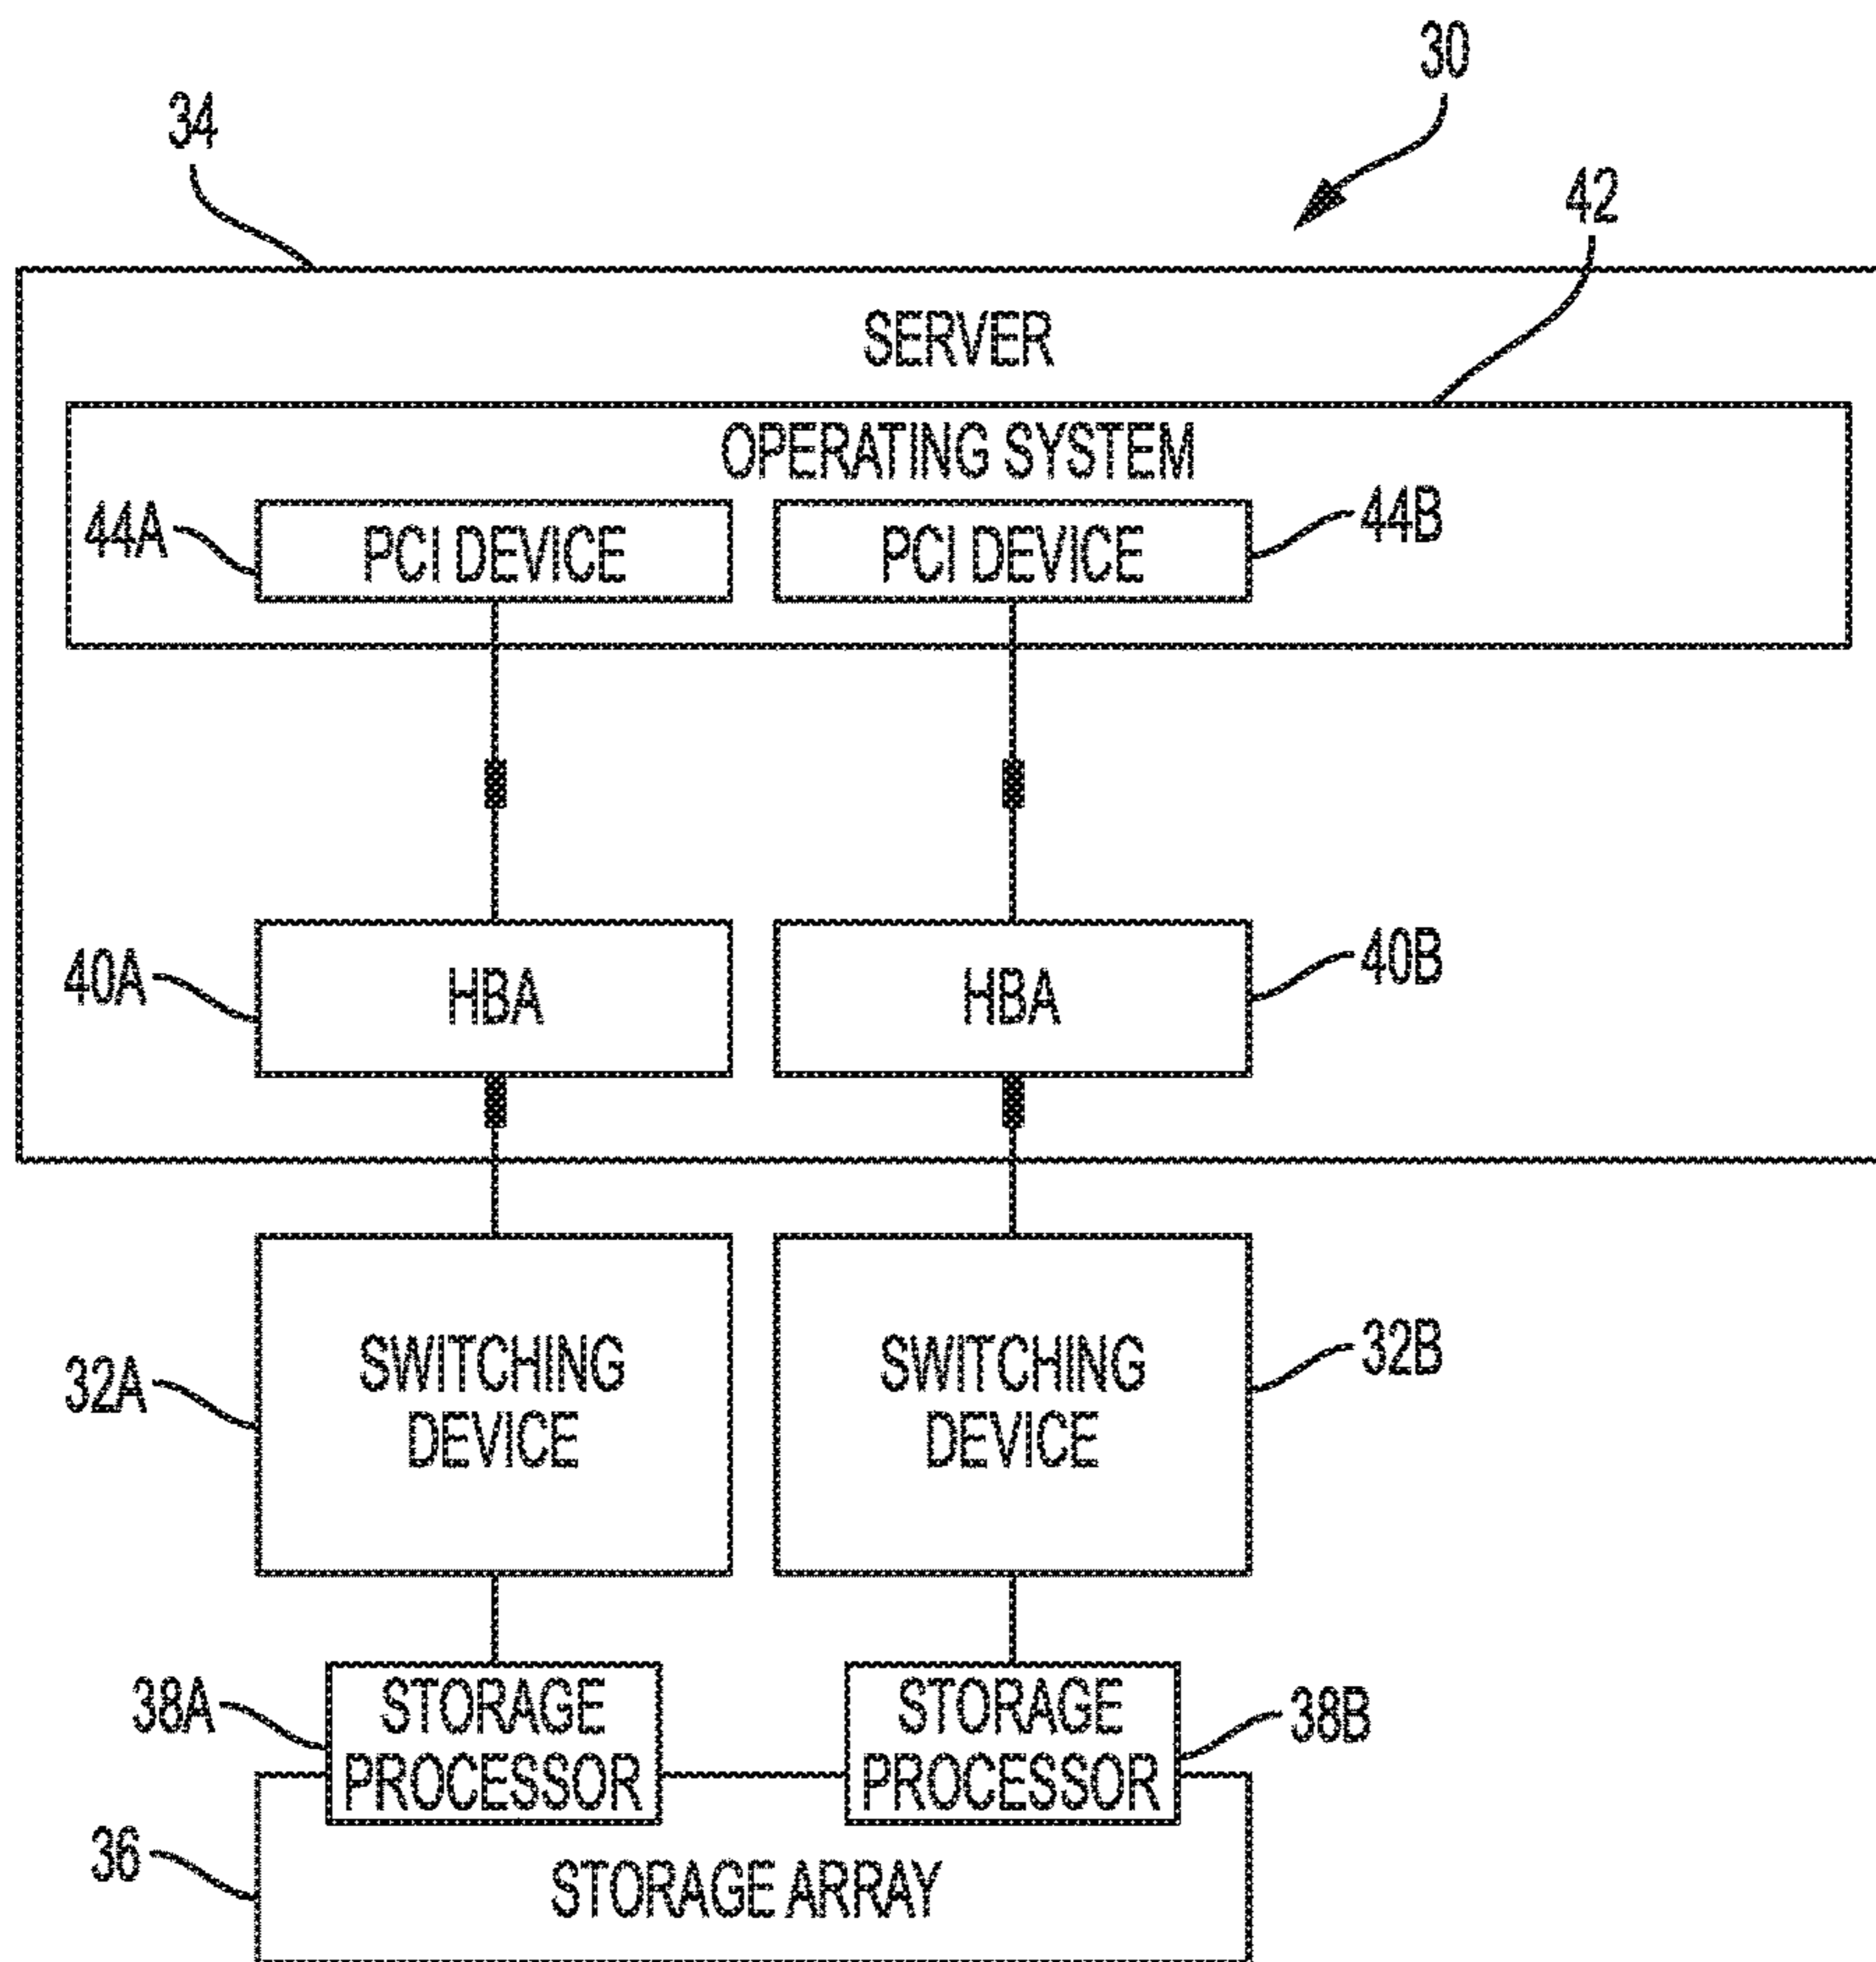 30
34
42
SERVER
OPERATING SYSTEM
44A
PCI DEVICE
PCI DEVICE
44B
40A
HBA
HBA
40B
32A
SWITCHING
DEVICE
SWITCHING
DEVICE
32B
38A
STORAGE
PROCESSOR
STORAGE
PROCESSOR
38B
36
STORAGE ARRAY